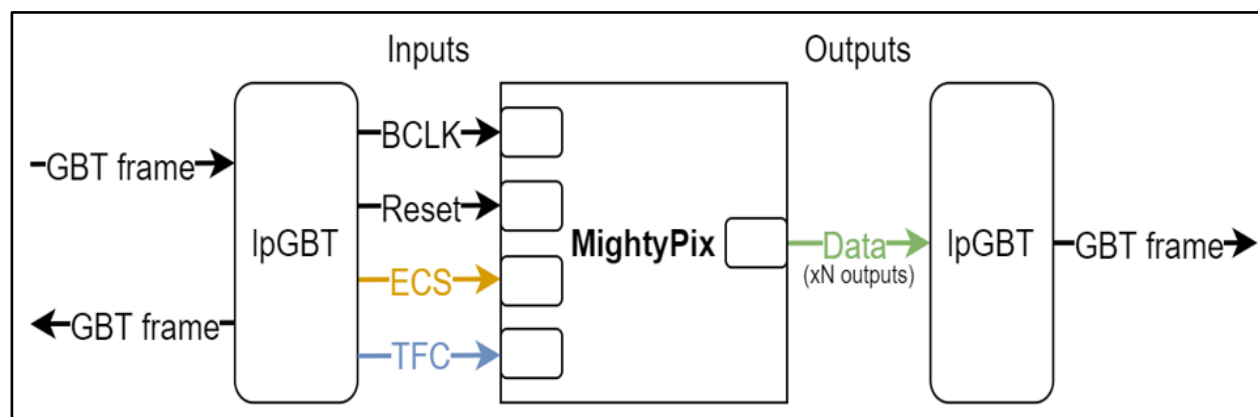 Inputs
Outputs
GBT frame
GBT frame
lpGBT
BCLK
Reset
ECS
TFC
MightyPix
Data
(xN outputs)
lpGBT
GBT frame